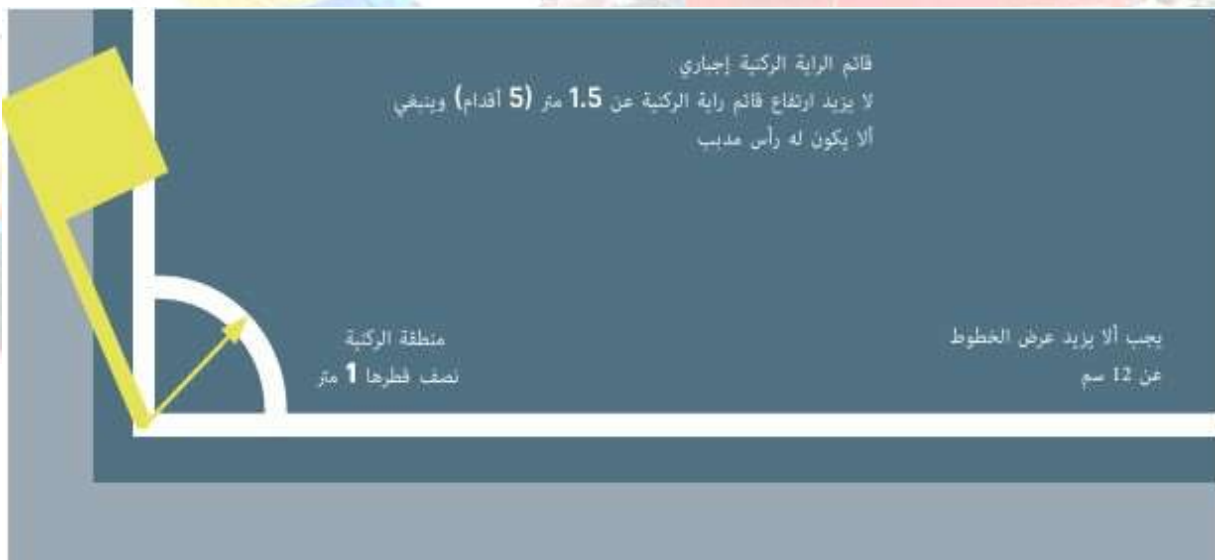 قائم الراية الركنية إجباري
لا يزيد ارتفاع قائم راية الركنية عن 1.5 متر (5 أقدام) وينبغي
ألا يكون له رأس مدبب
يجب ألا يزيد عرض الخطوط
عن 12 سم
منطقة الركنية
نصف قطرها 1 متر